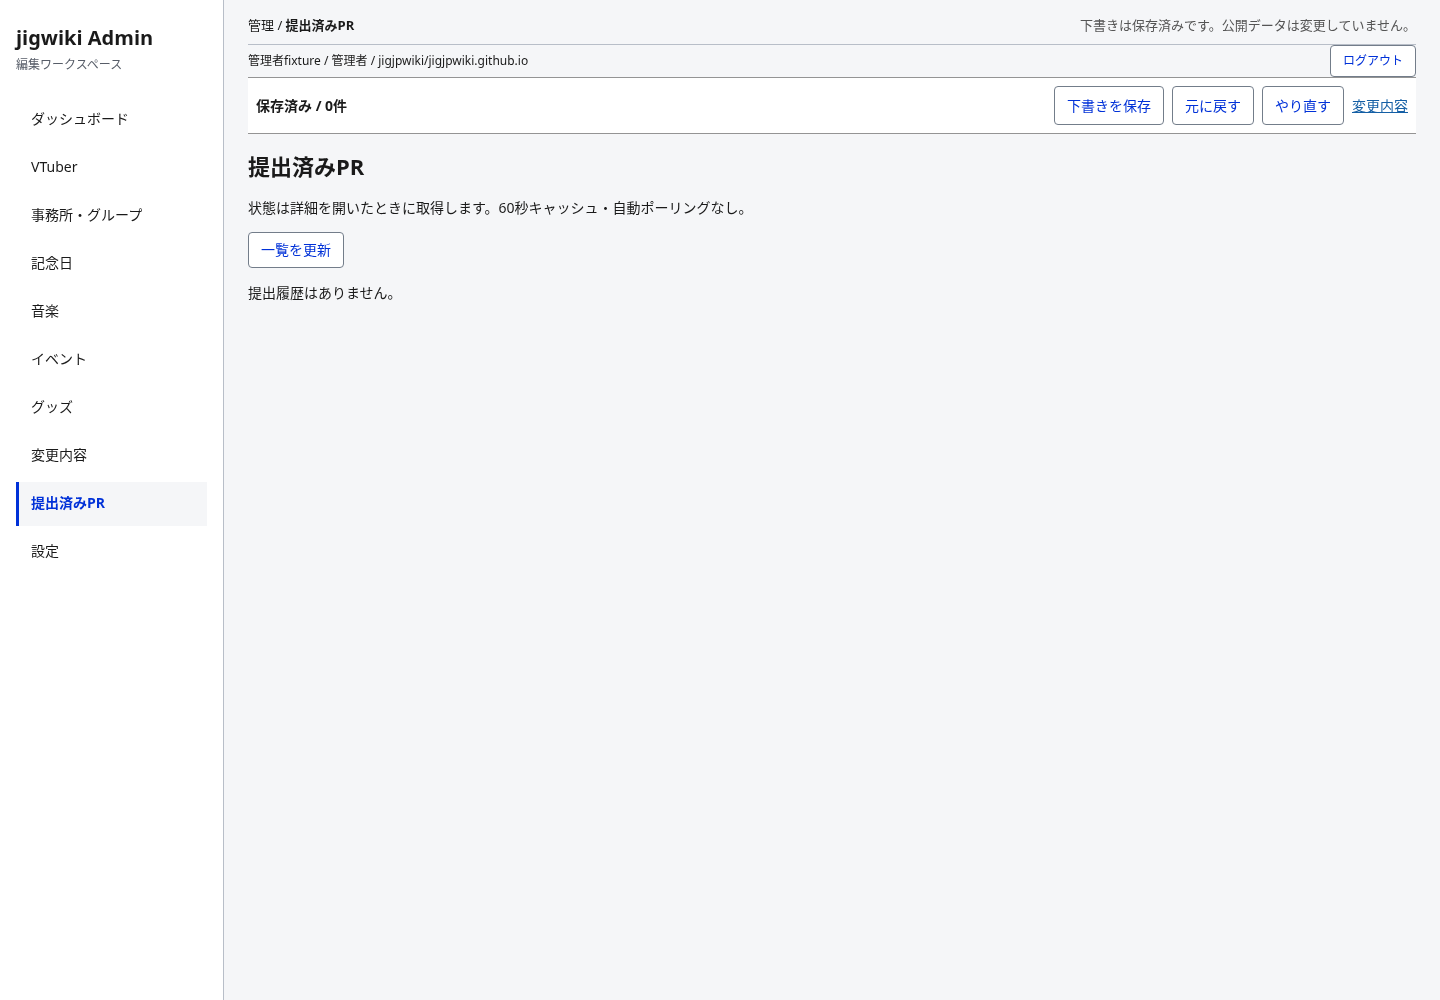 jigwiki Admin
編集ワークスペース
ダッシュボード
VTuber
事務所・グループ
記念日
音楽
イベント
グッズ
変更内容
提出済みPR
設定
管理 / 提出済みPR
下書きは保存済みです。公開データは変更していません。
管理者fixture / 管理者 / jigjpwiki/jigjpwiki.github.io
ログアウト
保存済み / 0件
下書きを保存
元に戻す
やり直す
変更内容
提出済みPR
状態は詳細を開いたときに取得します。60秒キャッシュ・自動ポーリングなし。
一覧を更新
提出履歴はありません。